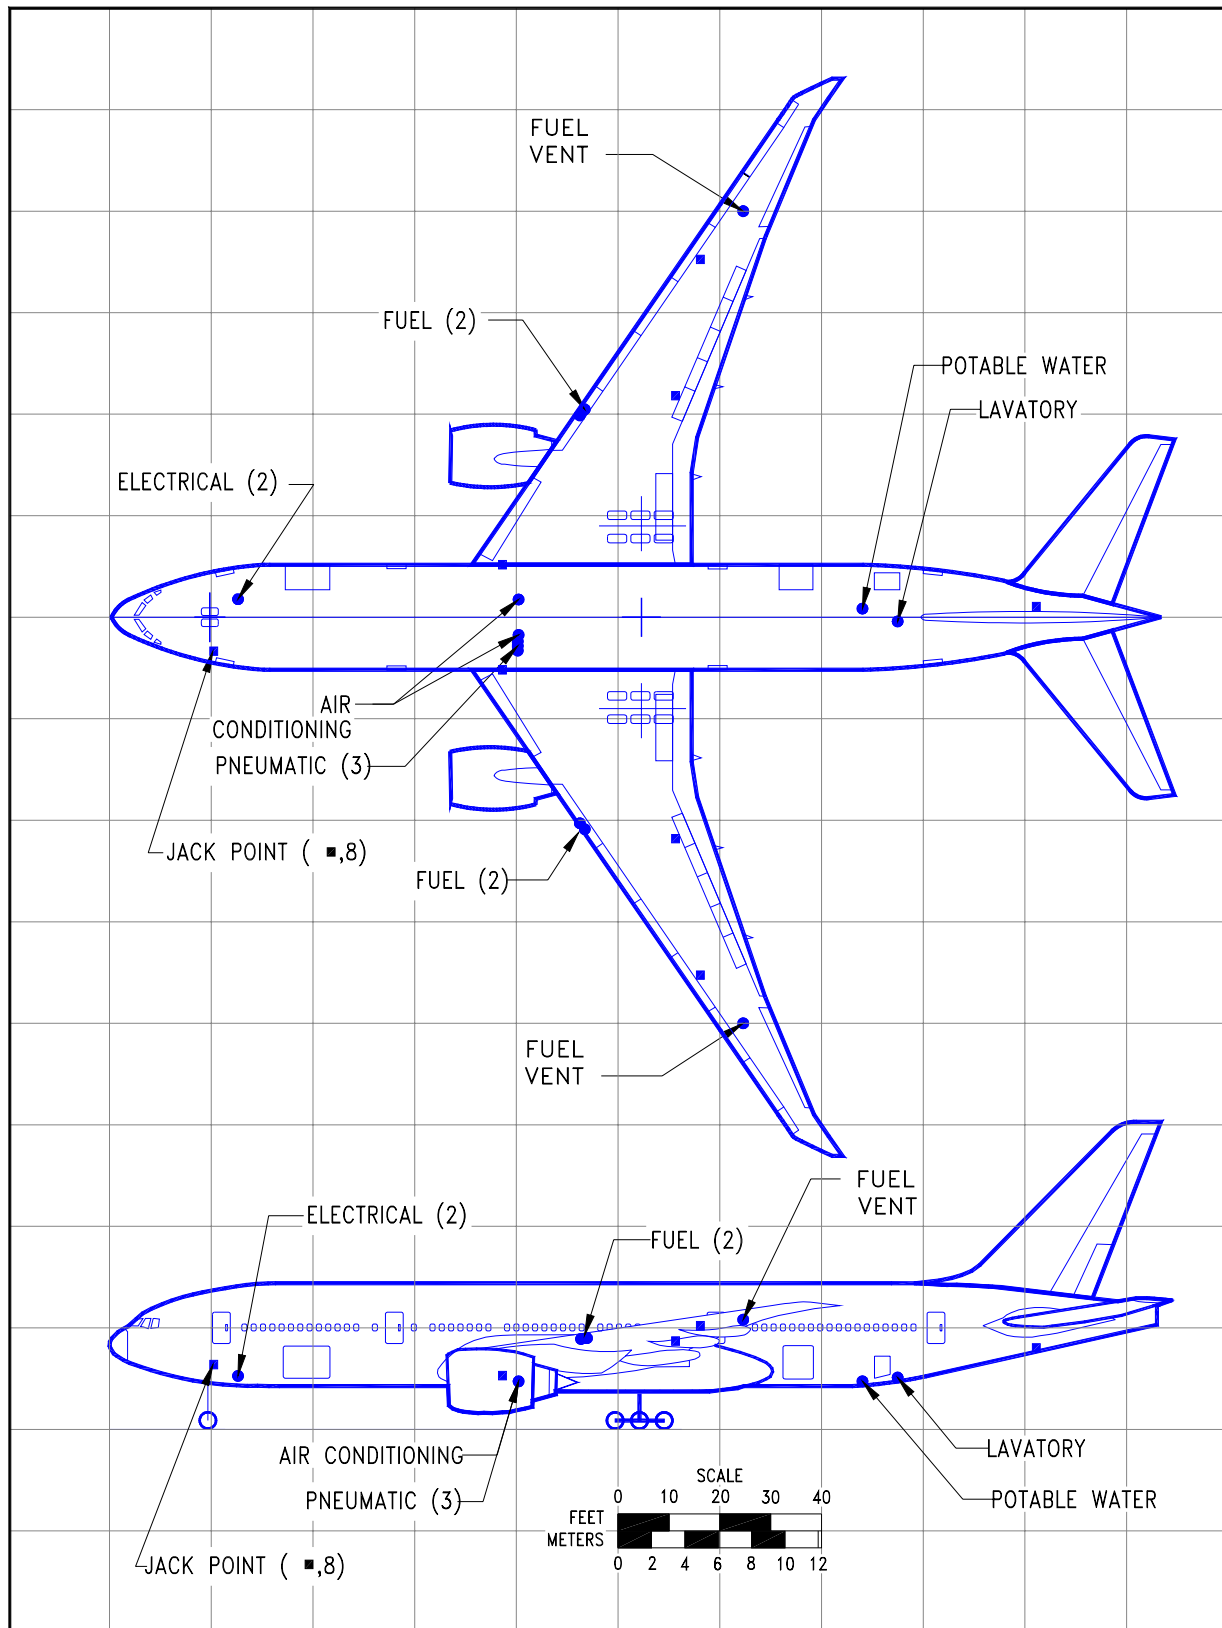 FUEL
VENT
FUEL (2)
POTABLE WATER
LAVATORY
ELECTRICAL (2)
AIR
CONDITIONING
PNEUMATIC (3)
JACK POINT ( ■,8)
FUEL (2)
FUEL
VENT
FUEL
VENT
ELECTRICAL (2)
FUEL (2)
AIR CONDITIONING
LAVATORY
PNEUMATIC (3)
POTABLE WATER
SCALE
0 10 20 30 40
FEET
METERS
0 2 4 6 8 10 12
JACK POINT ( ■,8)